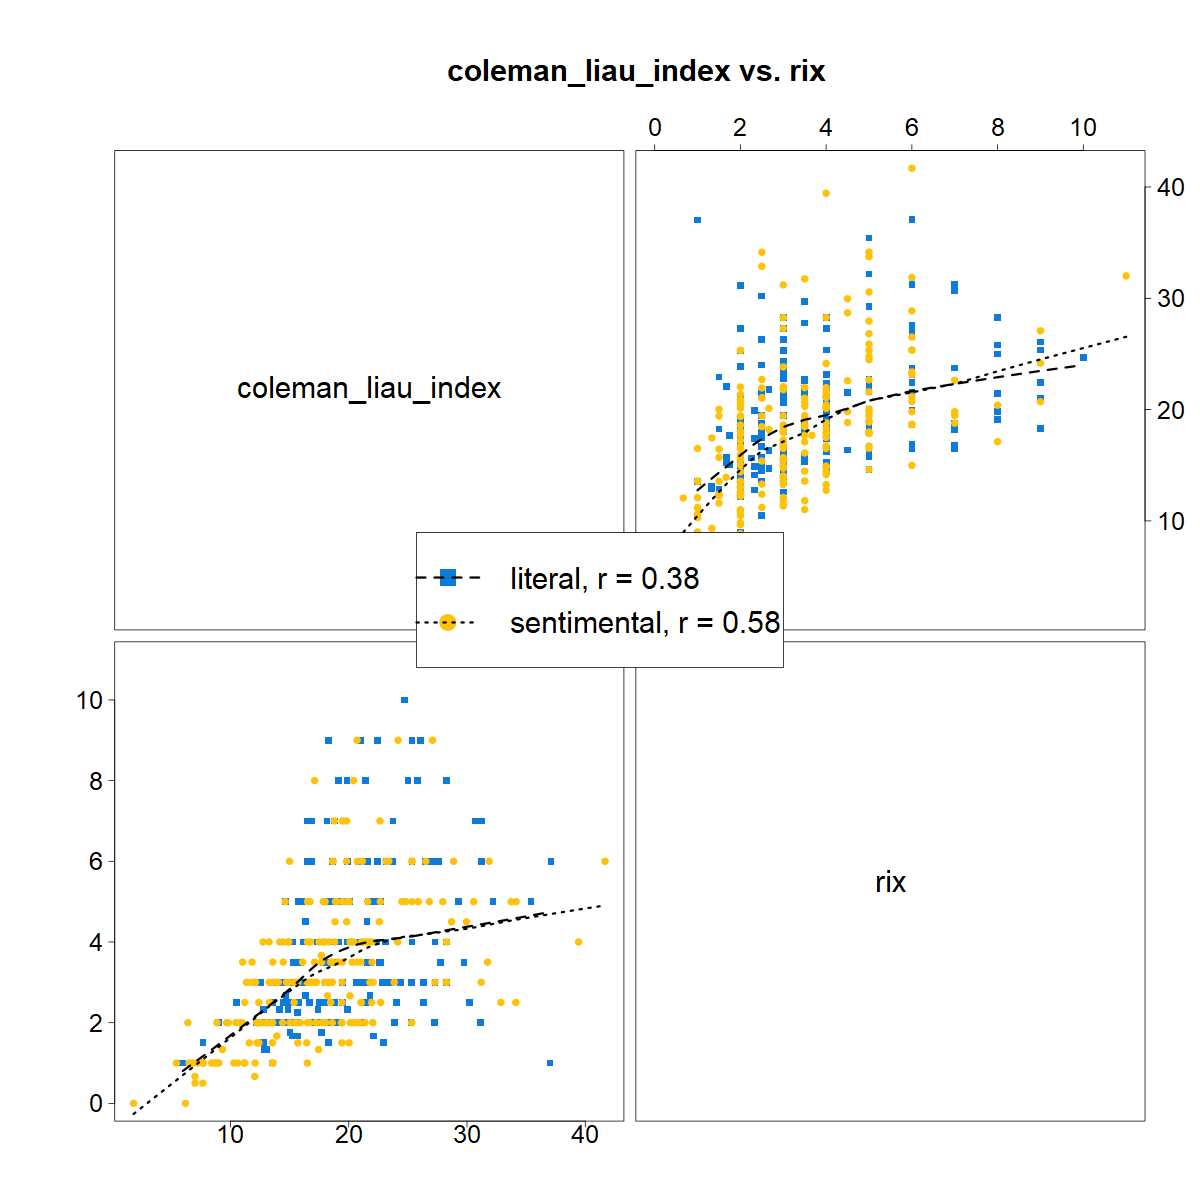 coleman_liau_index vs. rix
0 2 4 6 8 10
40
30
20
10
coleman_liau_index
literal, r = 0.38
sentimental, r = 0.58
10
8
6
4
2
0
rix
10 20 30 40